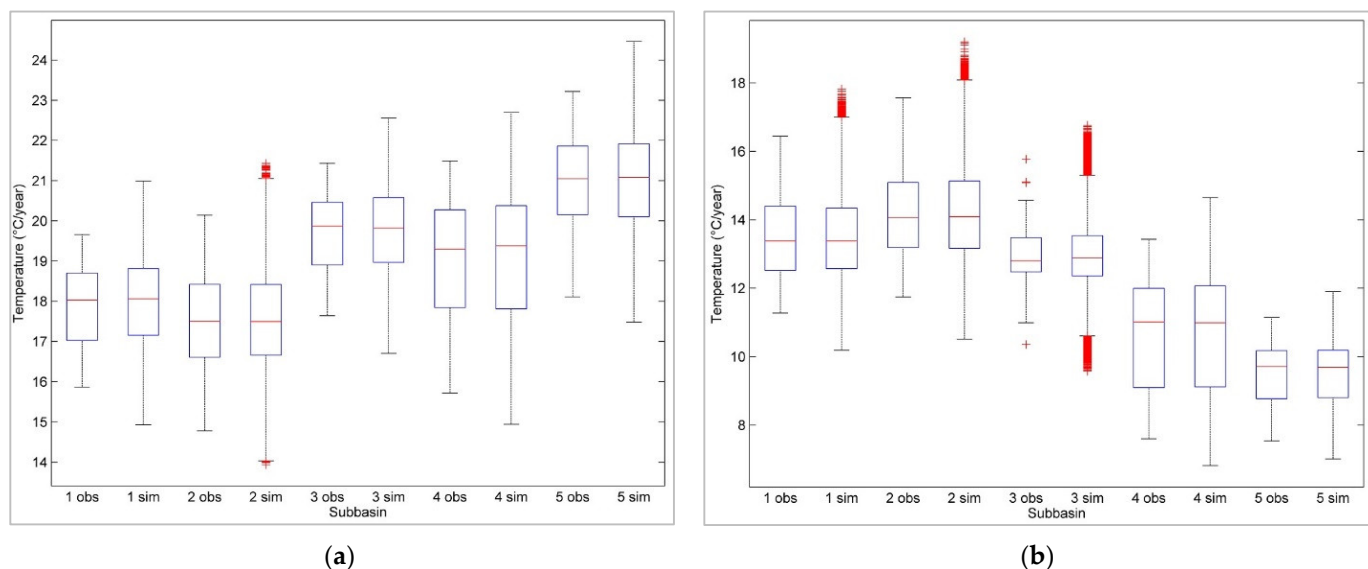 Temperature (°C/year)
24
23
22
21
20
19
18
17
16
15
14
1 obs 1 sim 2 obs 2 sim 3 obs 3 sim 4 obs 4 sim 5 obs 5 sim
Subbasin
(a)
Temperature (°C/year)
18
16
14
12
10
8
1 obs 1 sim 2 obs 2 sim 3 obs 3 sim 4 obs 4 sim 5 obs 5 sim
Subbasin
(b)